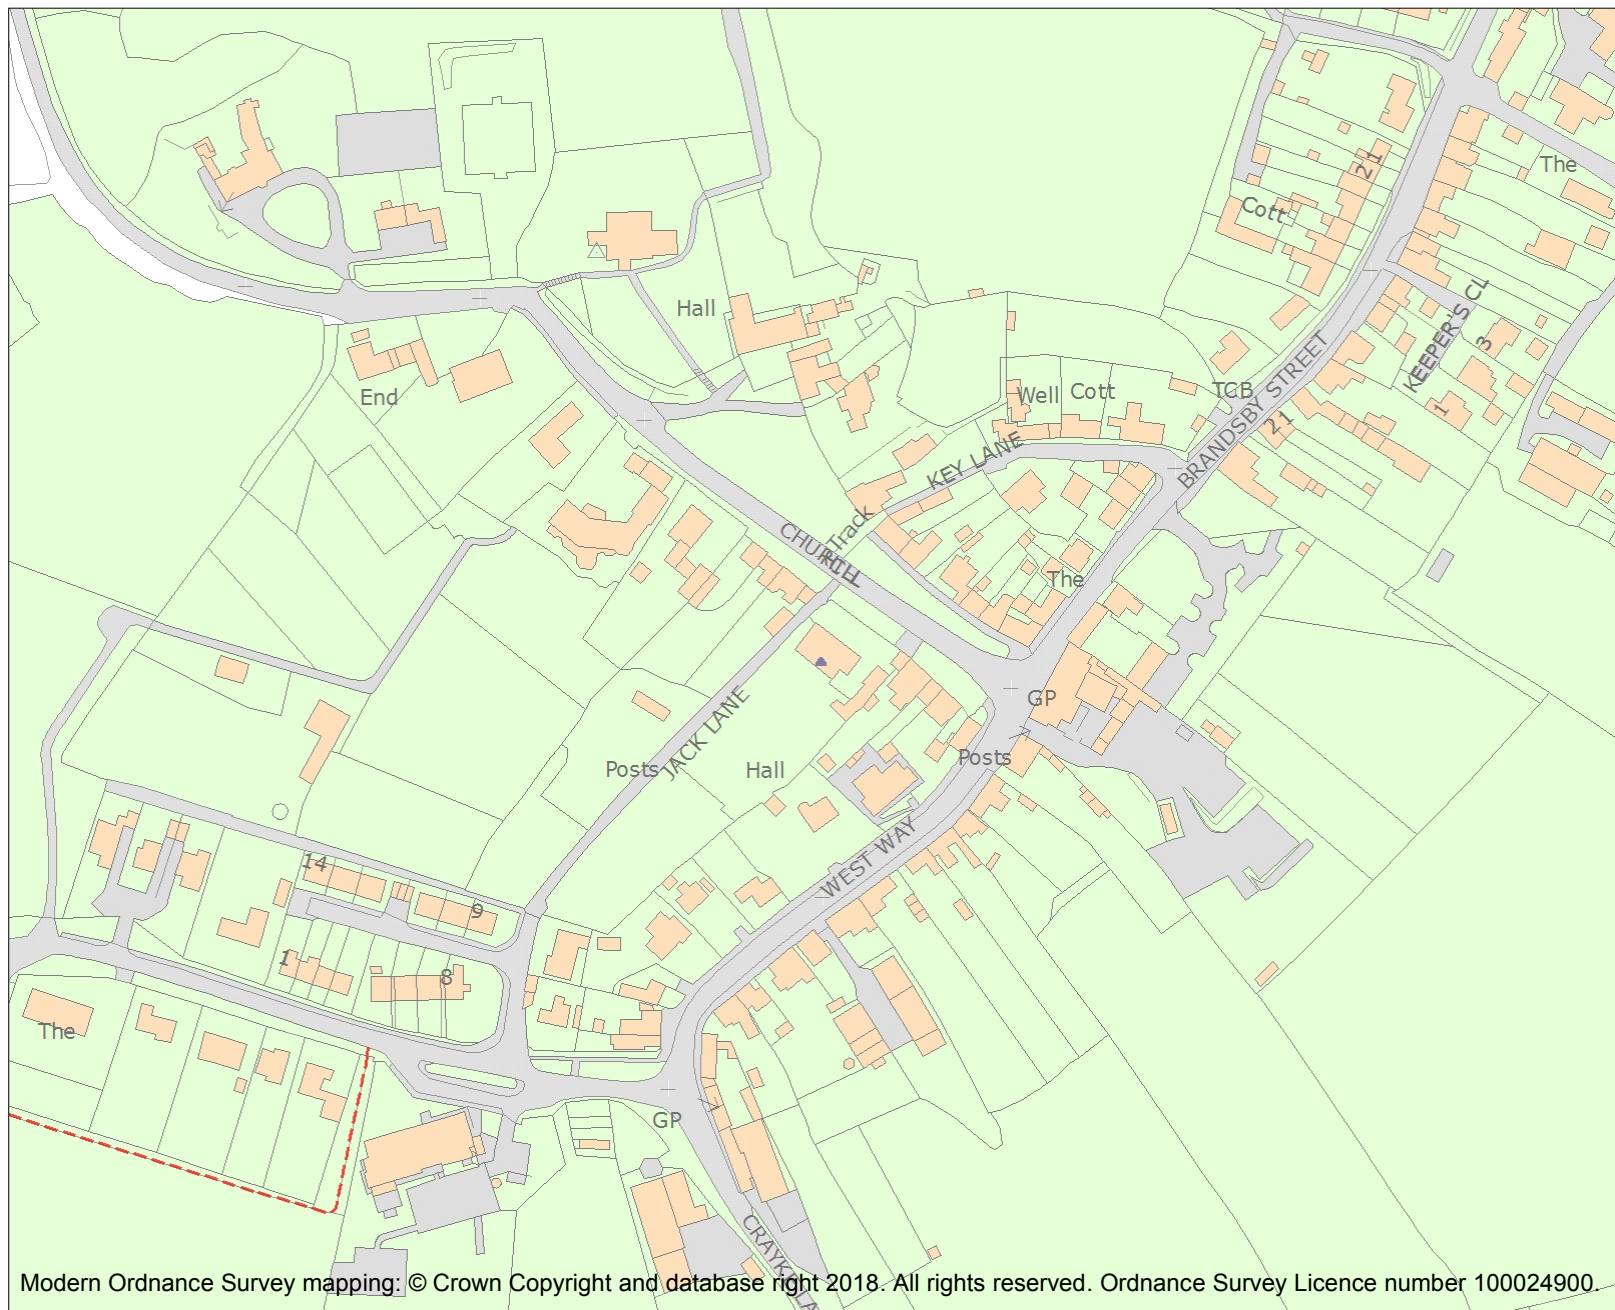 The
21
Cott
KEEPER'S CL
Hall
3
End
Well
Cott
TCB
BRANDSBY STREET
1
21
KEY LANE
Track
CHURCH
HILL
The
GP
JACK LANE
Posts
Hall
Posts
WEST WAY
14
9
1
8
The
GP
Modern Ordnance Survey mapping: © Crown Copyright and database right 2018. All rights reserved. Ordnance Survey Licence number 100024900.